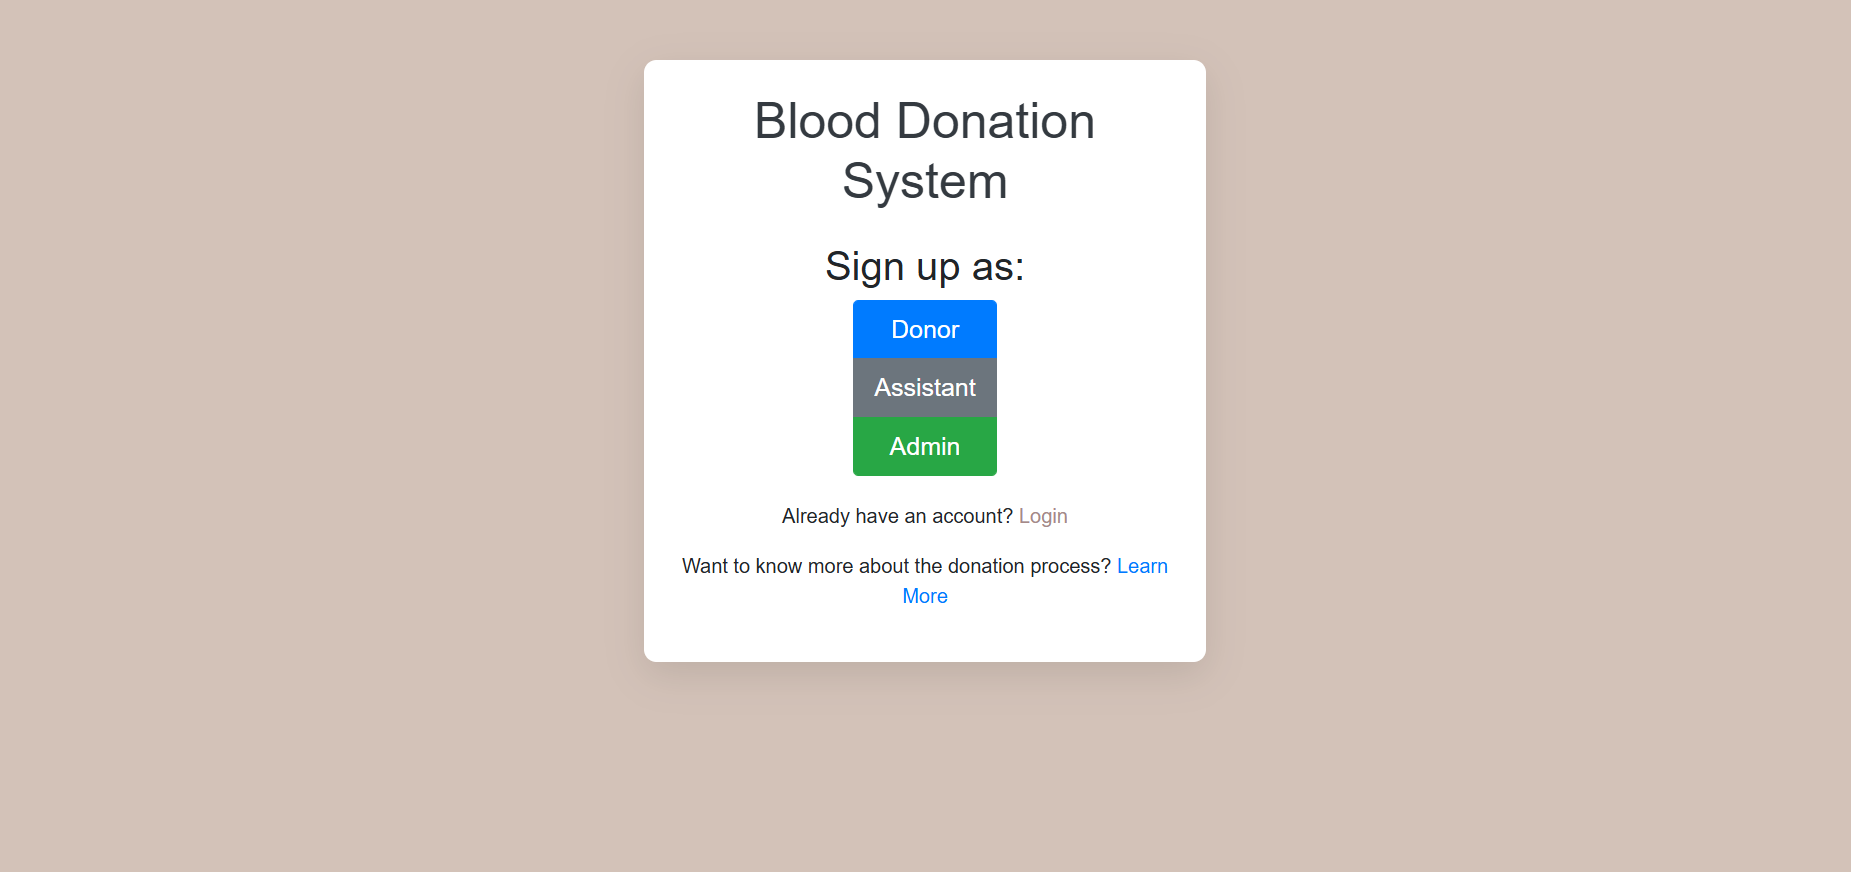 Blood Donation
System
Sign up as:
Donor
Assistant
Admin
Already have an account? Login
Want to know more about the donation process? Learn
More